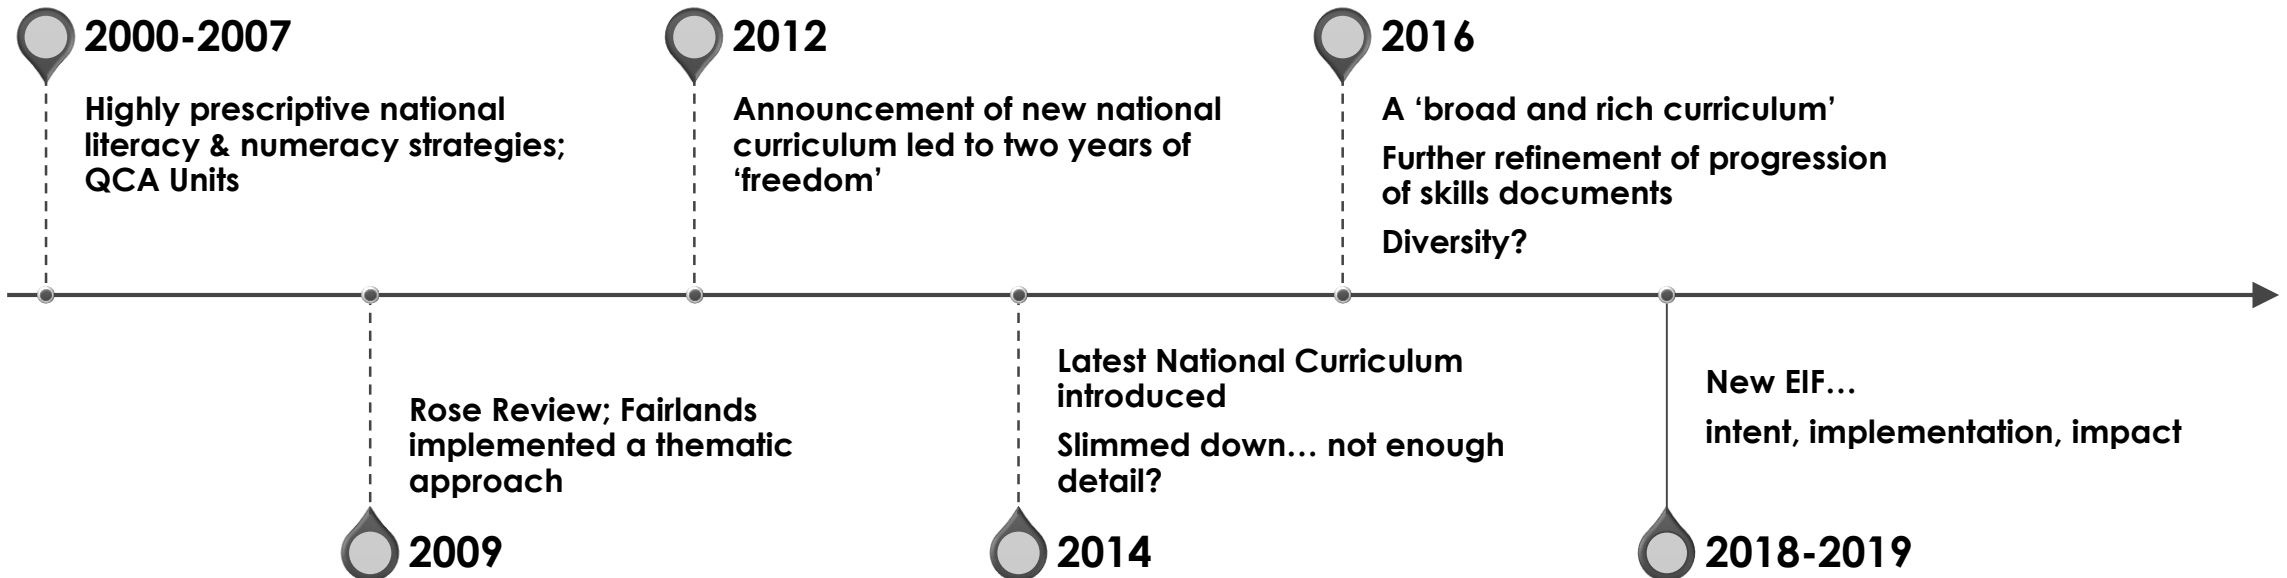 2000-2007
Highly prescriptive national
literacy & numeracy strategies;
QCA Units
Rose Review; Fairlands
implemented a thematic
approach
2009
2012
Announcement of new national
curriculum led to two years of
‘freedom’
Latest National Curriculum
introduced
Slimmed down… not enough
detail?
2014
2016
A ‘broad and rich curriculum’
Further refinement of progression
of skills documents
Diversity?
New EIF…
intent, implementation, impact
2018-2019